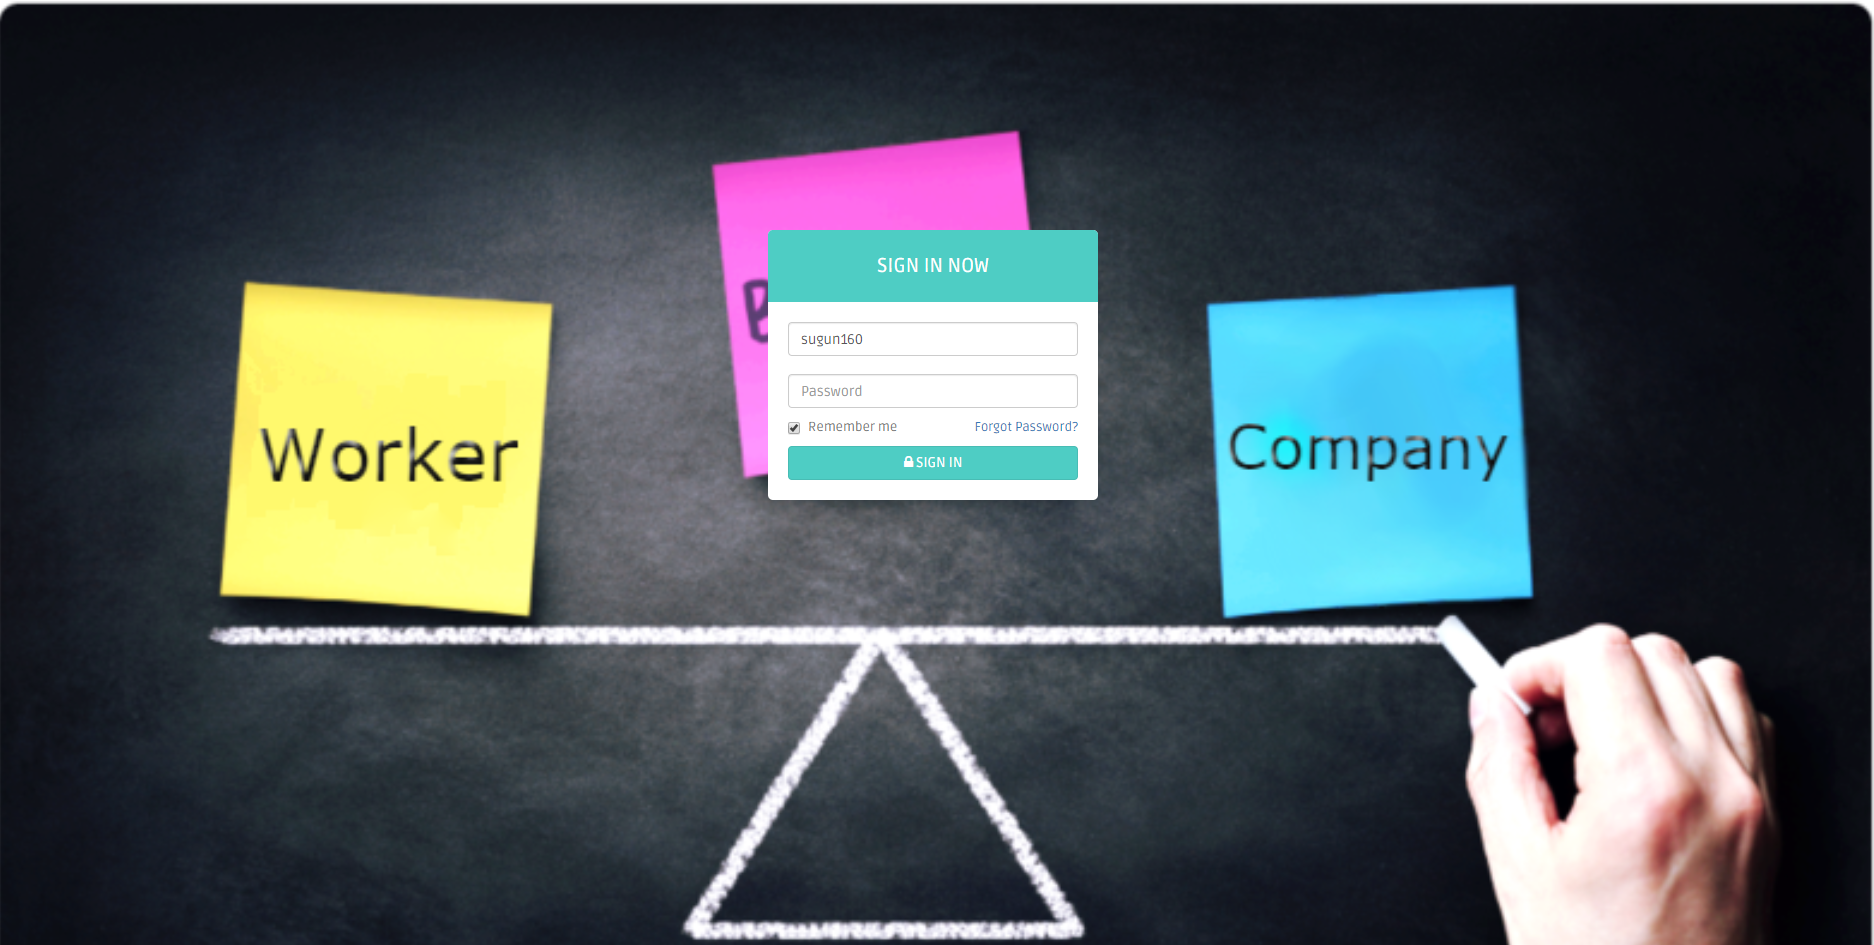 SIGN IN NOW
sugun160
Password
Remember me
Forgot Password?
SIGN IN
Worker
Company